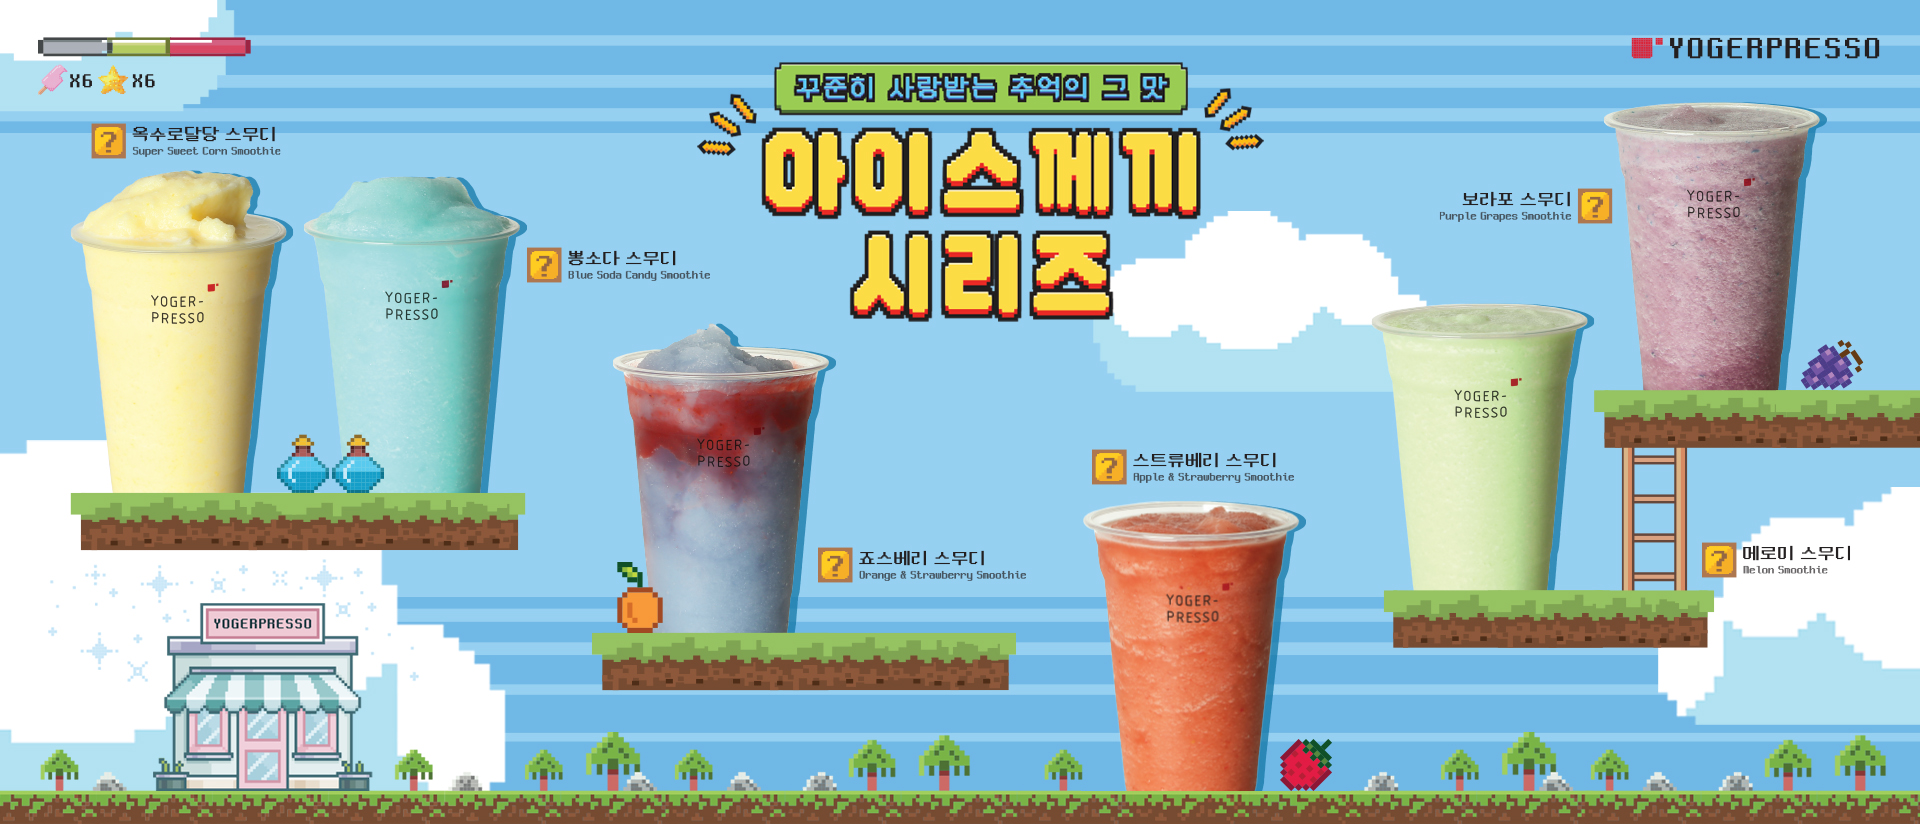 X6 X6
YOGERPRESSO
꾸준히 사랑받는 추억의 그 맛
아이스께끼
시리즈
?
옥수로달당 스무디
Super Sweet Corn Smoothie
YOGER-
PRESSO
YOGER-
PRESSO
?
뽕소다 스무디
Blue Soda Candy Smoothie
보라포 스무디
Purple Grapes Smoothie
?
YOGER-
PRESSO
YOGER-
PRESSO
YOGER-
PRESSO
?
죠스베리 스무디
Orange & Strawberry Smoothie
?
스트류베리 스무디
Apple & Strawberry Smoothie
YOGER-
PRESSO
?
메로미 스무디
Melon Smoothie
YOGERPRESSO